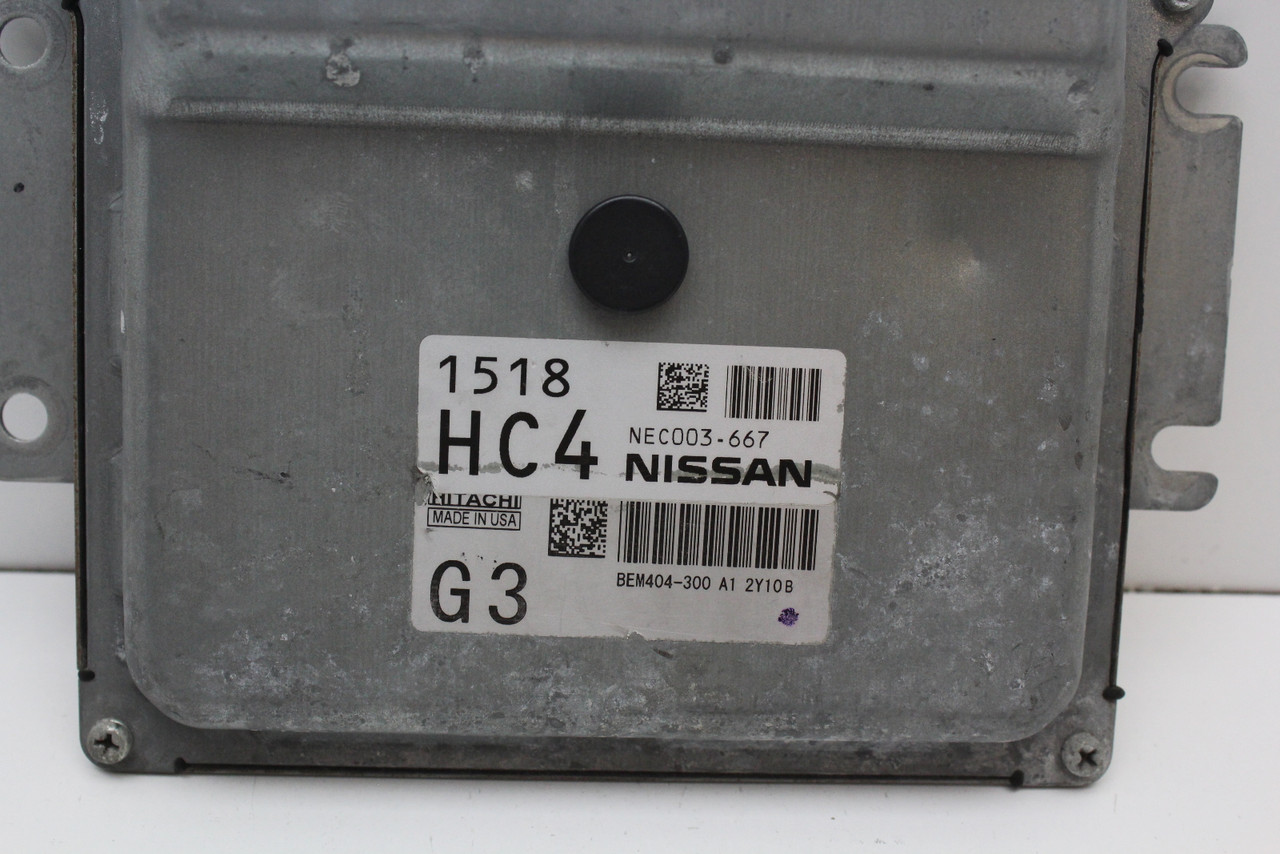 1518
HC4
NEC003-667
NISSAN
HITACHI
MADE IN USA
G3
BEM404-300 A1 2Y10B